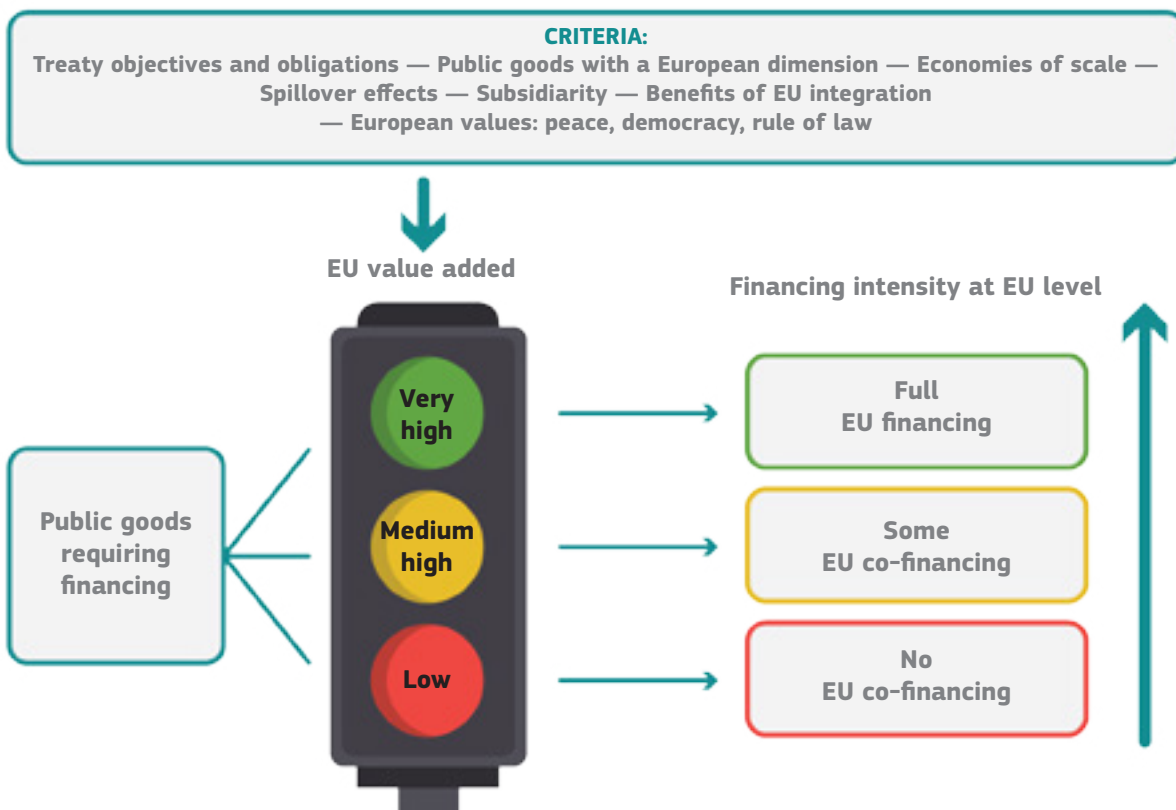 CRITERIA:
Treaty objectives and obligations — Public goods with a European dimension — Economies of scale —
Spillover effects — Subsidiarity — Benefits of EU integration
— European values: peace, democracy, rule of law
EU value added
Financing intensity at EU level
Public goods
requiring
financing
Very
high
Full
EU financing
Medium
high
Some
EU co-financing
Low
No
EU co-financing